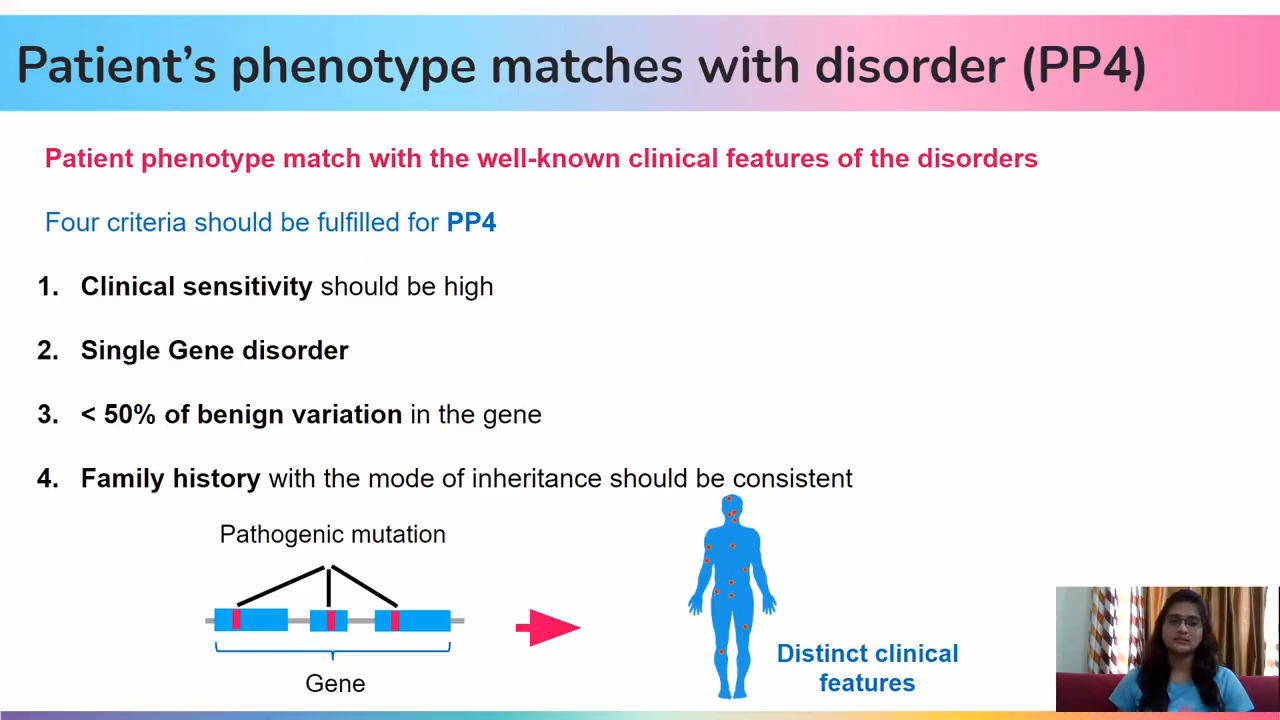 Patient's phenotype matches with disorder (PP4)
Patient phenotype match with the well-known clinical features of the disorders
Four criteria should be fulfilled for PP4
1. Clinical sensitivity should be high
2. Single Gene disorder
3. < 50% of benign variation in the gene
4. Family history with the mode of inheritance should be consistent
Pathogenic mutation
Gene
Distinct clinical
features